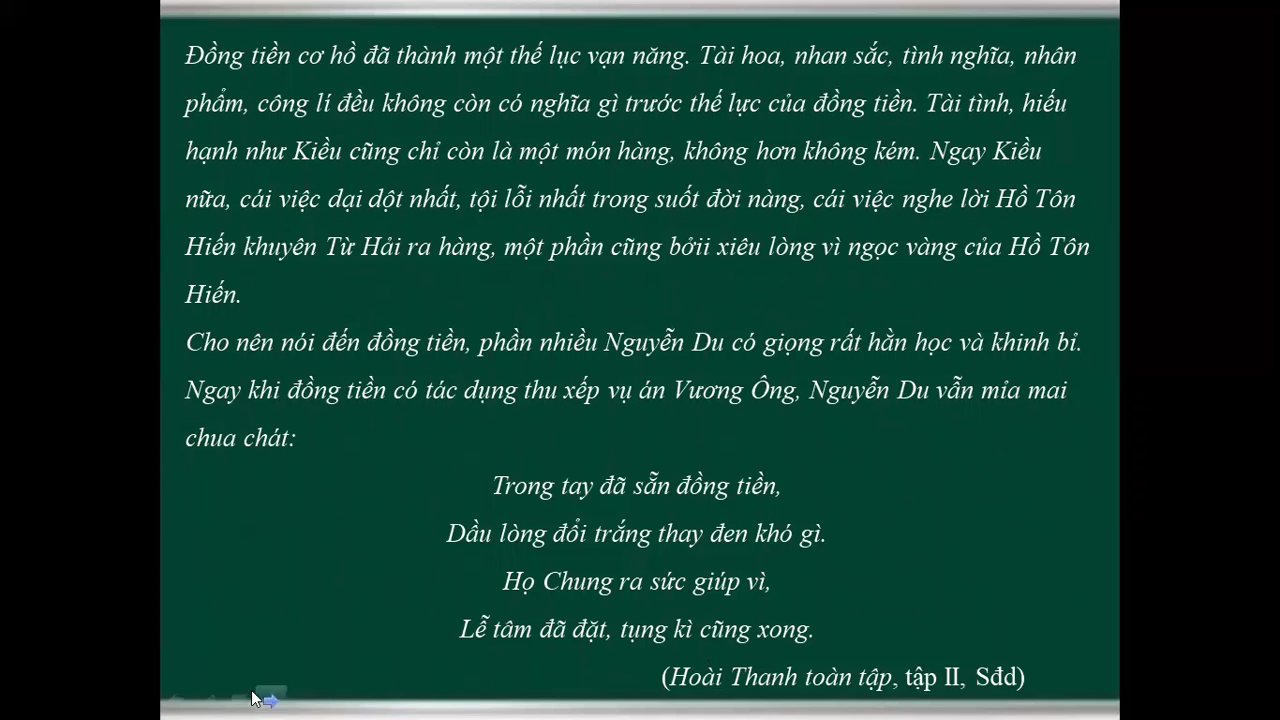 Đồng tiền cơ hồ đã thành một thế lục vạn năng. Tài hoa, nhan sắc, tình nghĩa, nhân
phẩm, công lí đều không còn có nghĩa gì trước thế lực của đồng tiền. Tài tình, hiếu
hạnh như Kiều cũng chỉ còn là một món hàng, không hơn không kém. Ngay Kiều
nữa, cái việc dại dột nhất, tội lỗi nhất trong suốt đời nàng, cái việc nghe lời Hồ Tôn
Hiến khuyên Từ Hải ra hàng, một phần cũng bởii xiêu lòng vì ngọc vàng của Hồ Tôn
Hiến.
Cho nên nói đến đồng tiền, phần nhiều Nguyễn Du có giọng rất hằn học và khinh bỉ.
Ngay khi đồng tiền có tác dụng thu xếp vụ án Vương Ông, Nguyễn Du vẫn mỉa mai
chua chát:
Trong tay đã sẵn đồng tiền,
Dầu lòng đổi trắng thay đen khó gì.
Họ Chung ra sức giúp vì,
Lễ tâm đã đặt, tụng kì cũng xong.
(Hoài Thanh toàn tập, tập II, Sđd)